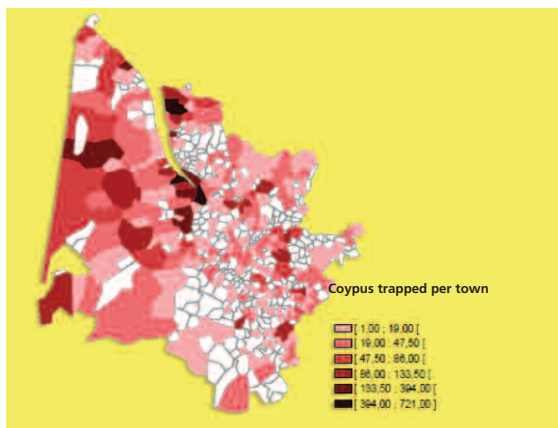 Coypus trapped per town
[ 1,00 ; 19,00 [
[ 19,00 ; 47,50 [
[ 47,50 ; 86,00 [
[ 86,00 ; 133,50 [
[ 133,50 ; 394,00 [
[ 394,00 ; 721,00 [